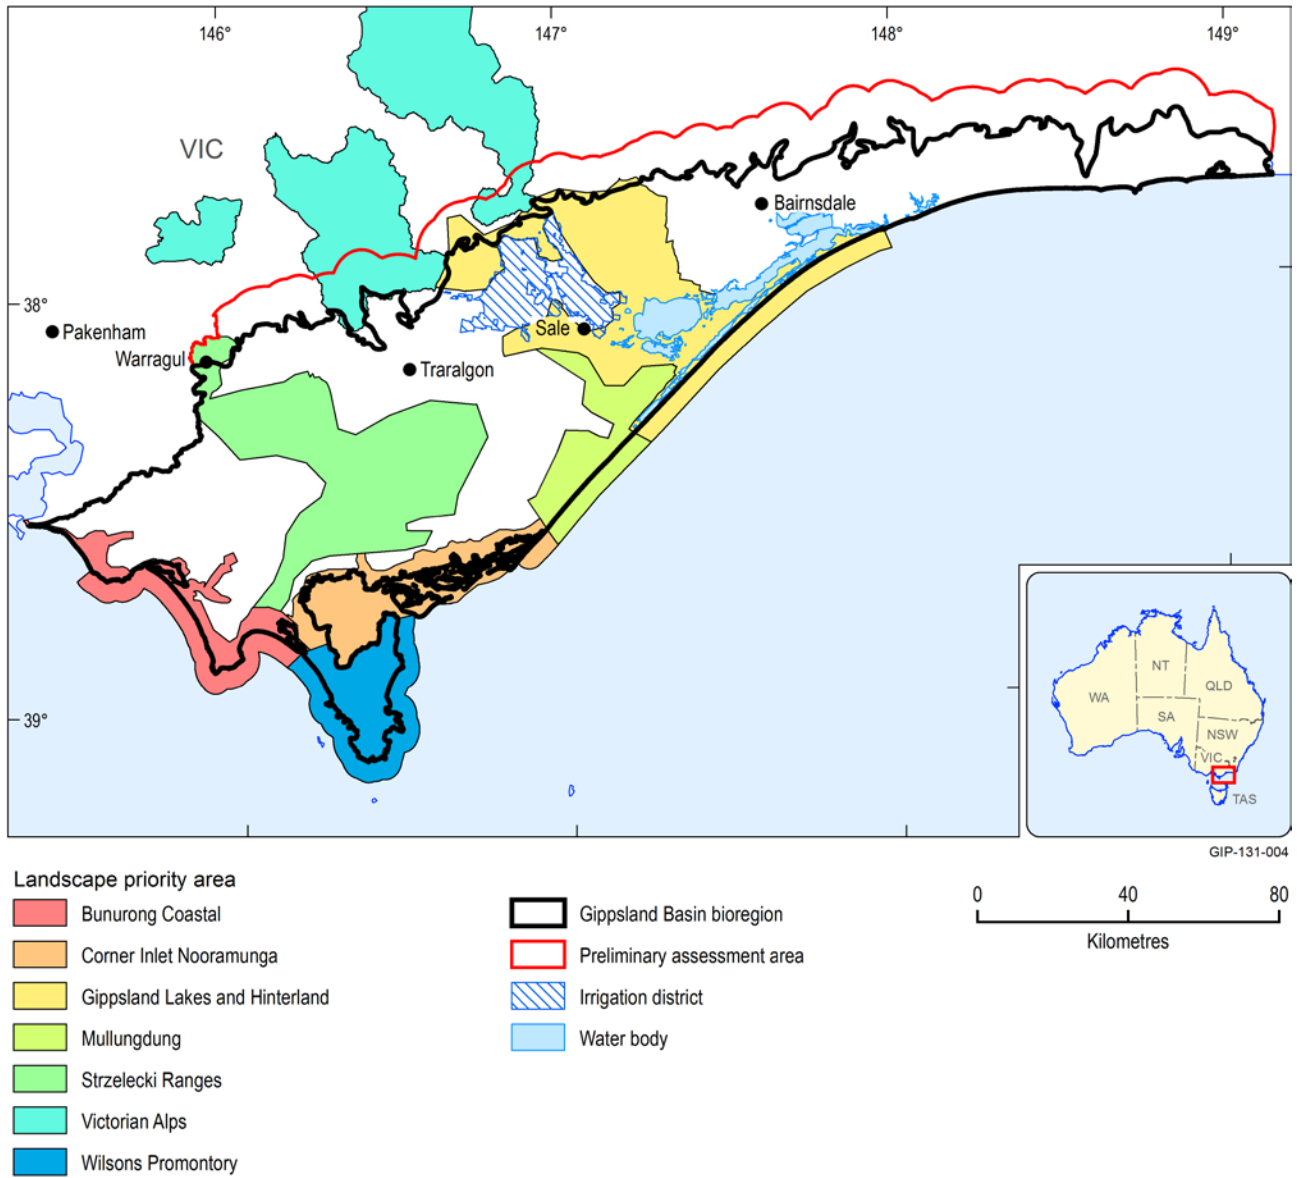 146°
147°
148°
149°
VIC
Bairnsdale
38°
Pakenham
Sale
Warragul
Traralgon
39°
NT
WA
QLD
SA
NSW
VIC
TAS
GIP-131-004
Landscape priority area
Bunurong Coastal
Corner Inlet Nooramunga
Gippsland Lakes and Hinterland
Mullungdung
Strzelecki Ranges
Victorian Alps
Wilsons Promontory
Gippsland Basin bioregion
Preliminary assessment area
Irrigation district
Water body
0 40 80
Kilometres